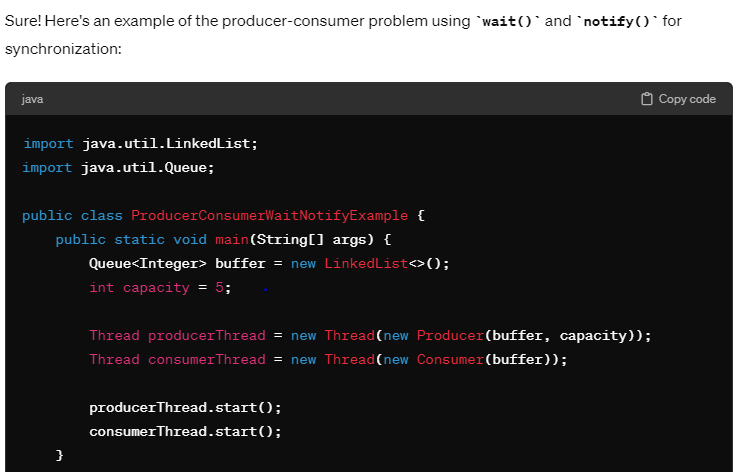 Sure! Here's an example of the producer-consumer problem using `wait()` and `notify()` for
synchronization:
java
Copy code
import java.util.LinkedList;
import java.util.Queue;
public class ProducerConsumerWaitNotifyExample {
    public static void main(String[] args) {
        Queue<Integer> buffer = new LinkedList<>();
        int capacity = 5;
        Thread producerThread = new Thread(new Producer(buffer, capacity));
        Thread consumerThread = new Thread(new Consumer(buffer));
        producerThread.start();
        consumerThread.start();
    }